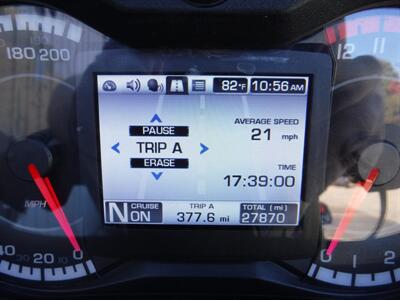 180 200
12 11
82°F 10:56 AM
PAUSE
TRIP A
ERASE
AVERAGE SPEED
21 mph
TIME
17:39:00
MPH
N CRUISE ON
TRIP A
377.6 mi
TOTAL [mi]
27870
40 20 0
0 1 2